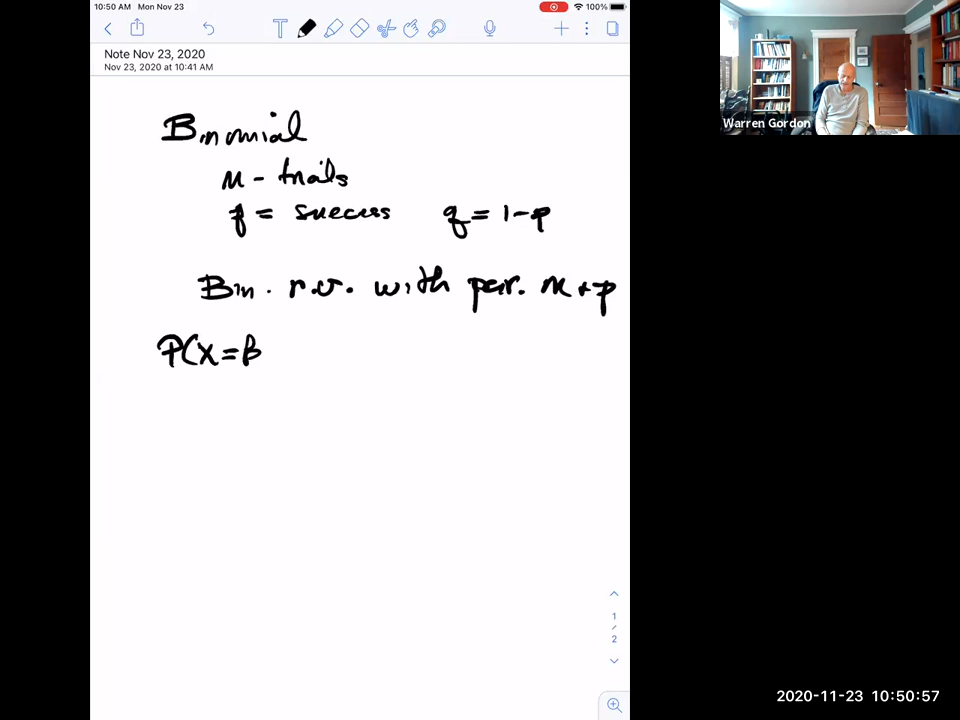 10:50 AM Mon Nov 23
100%
Note Nov 23, 2020
Nov 23, 2020 at 10:41 AM
Binomial
n - trials
p = success q = 1-p
Bin. r.v. with par. n + p
P(X=k
1
/
2
Warren Gordon
2020-11-23 10:50:57